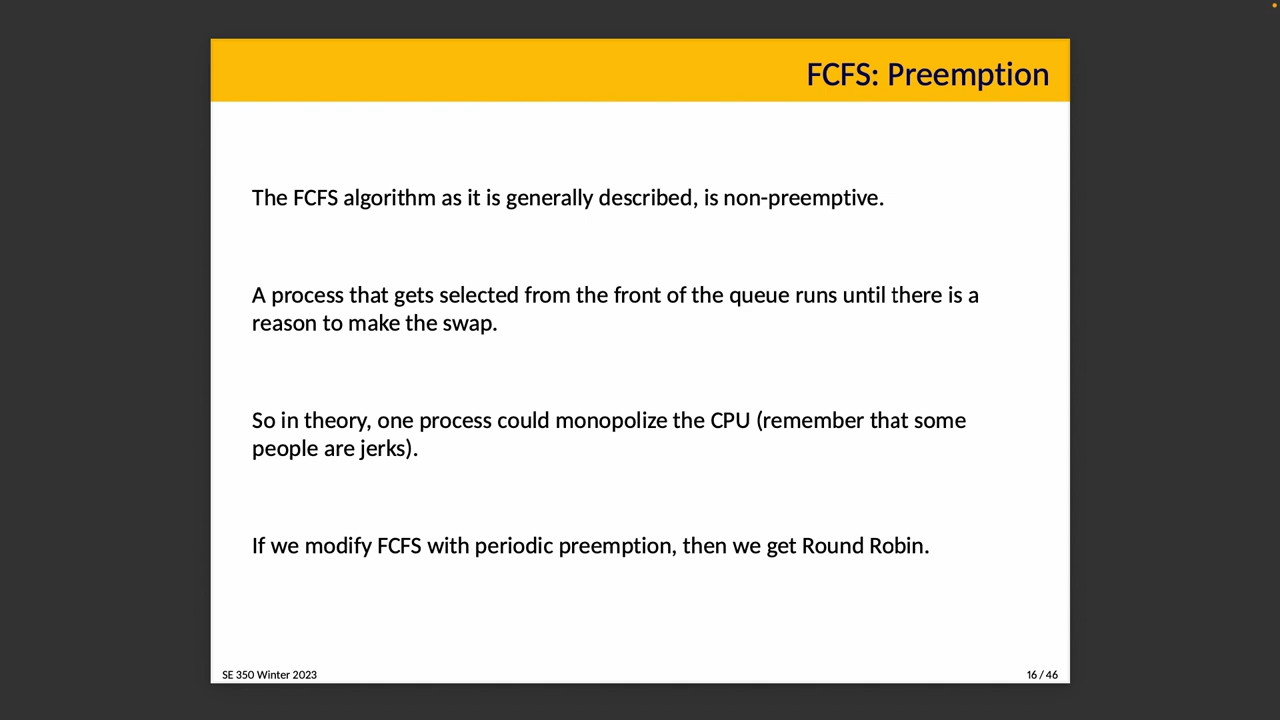 FCFS: Preemption
The FCFS algorithm as it is generally described, is non-preemptive.
A process that gets selected from the front of the queue runs until there is a
reason to make the swap.
So in theory, one process could monopolize the CPU (remember that some
people are jerks).
If we modify FCFS with periodic preemption, then we get Round Robin.
SE 350 Winter 2023
16 / 46